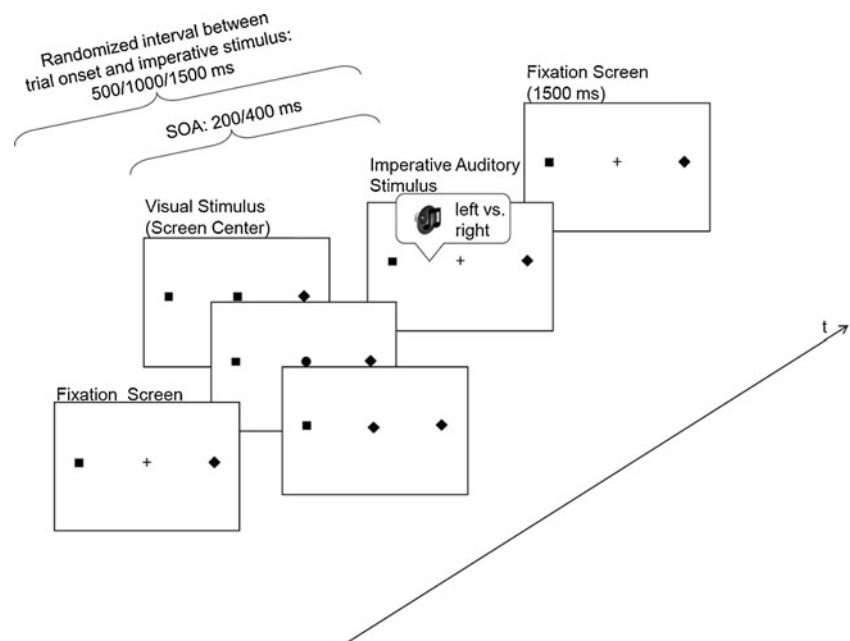 Randomized interval between
trial onset and imperative stimulus:
500/1000/1500 ms
SOA: 200/400 ms
Fixation Screen
(1500 ms)
Imperative Auditory
Stimulus
left vs.
right
Visual Stimulus
(Screen Center)
Fixation Screen
t